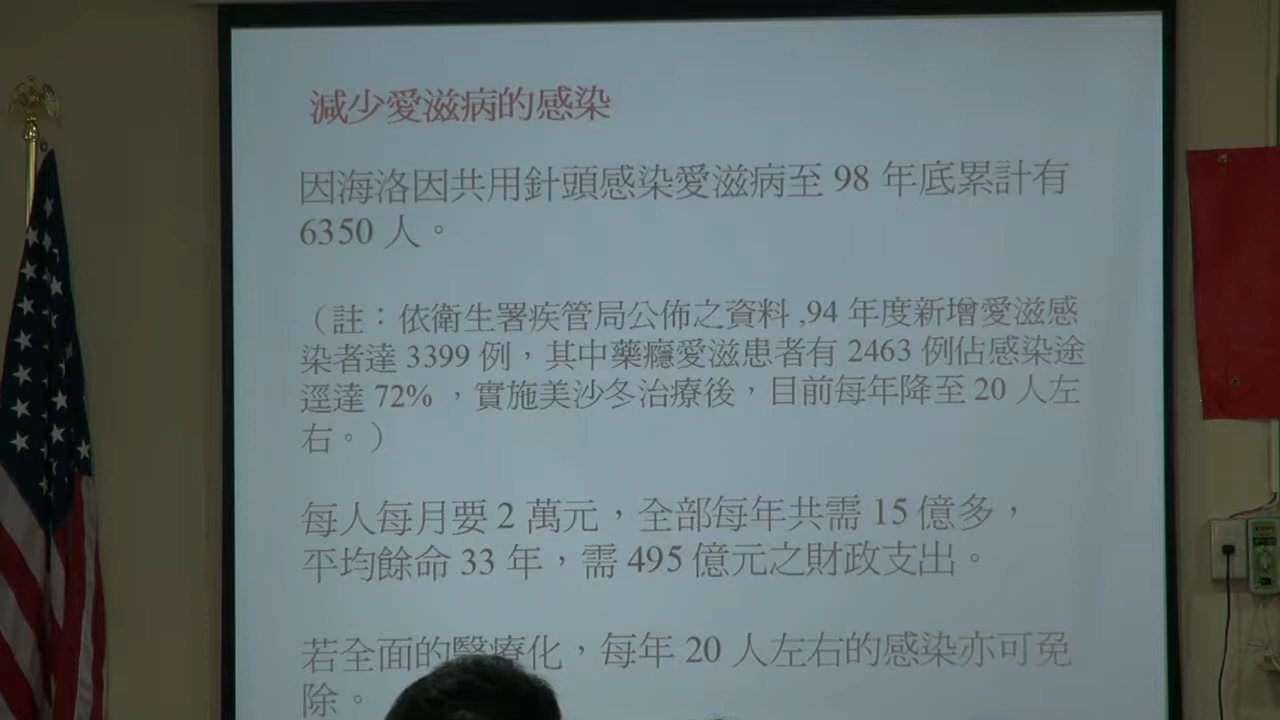 減少愛滋病的感染
因海洛因共用針頭感染愛滋病至 98 年底累計有
6350 人。
（註：依衛生署疾管局公佈之資料 ,94 年度新增愛滋感
染者達 3399 例，其中藥癮愛滋患者有 2463 例佔感染途
逕達 72% ，實施美沙冬治療後，目前每年降至 20 人左
右。）
每人每月要 2 萬元，全部每年共需 15 億多，
平均餘命 33 年，需 495 億元之財政支出。
若全面的醫療化，每年 20 人左右的感染亦可免
除。